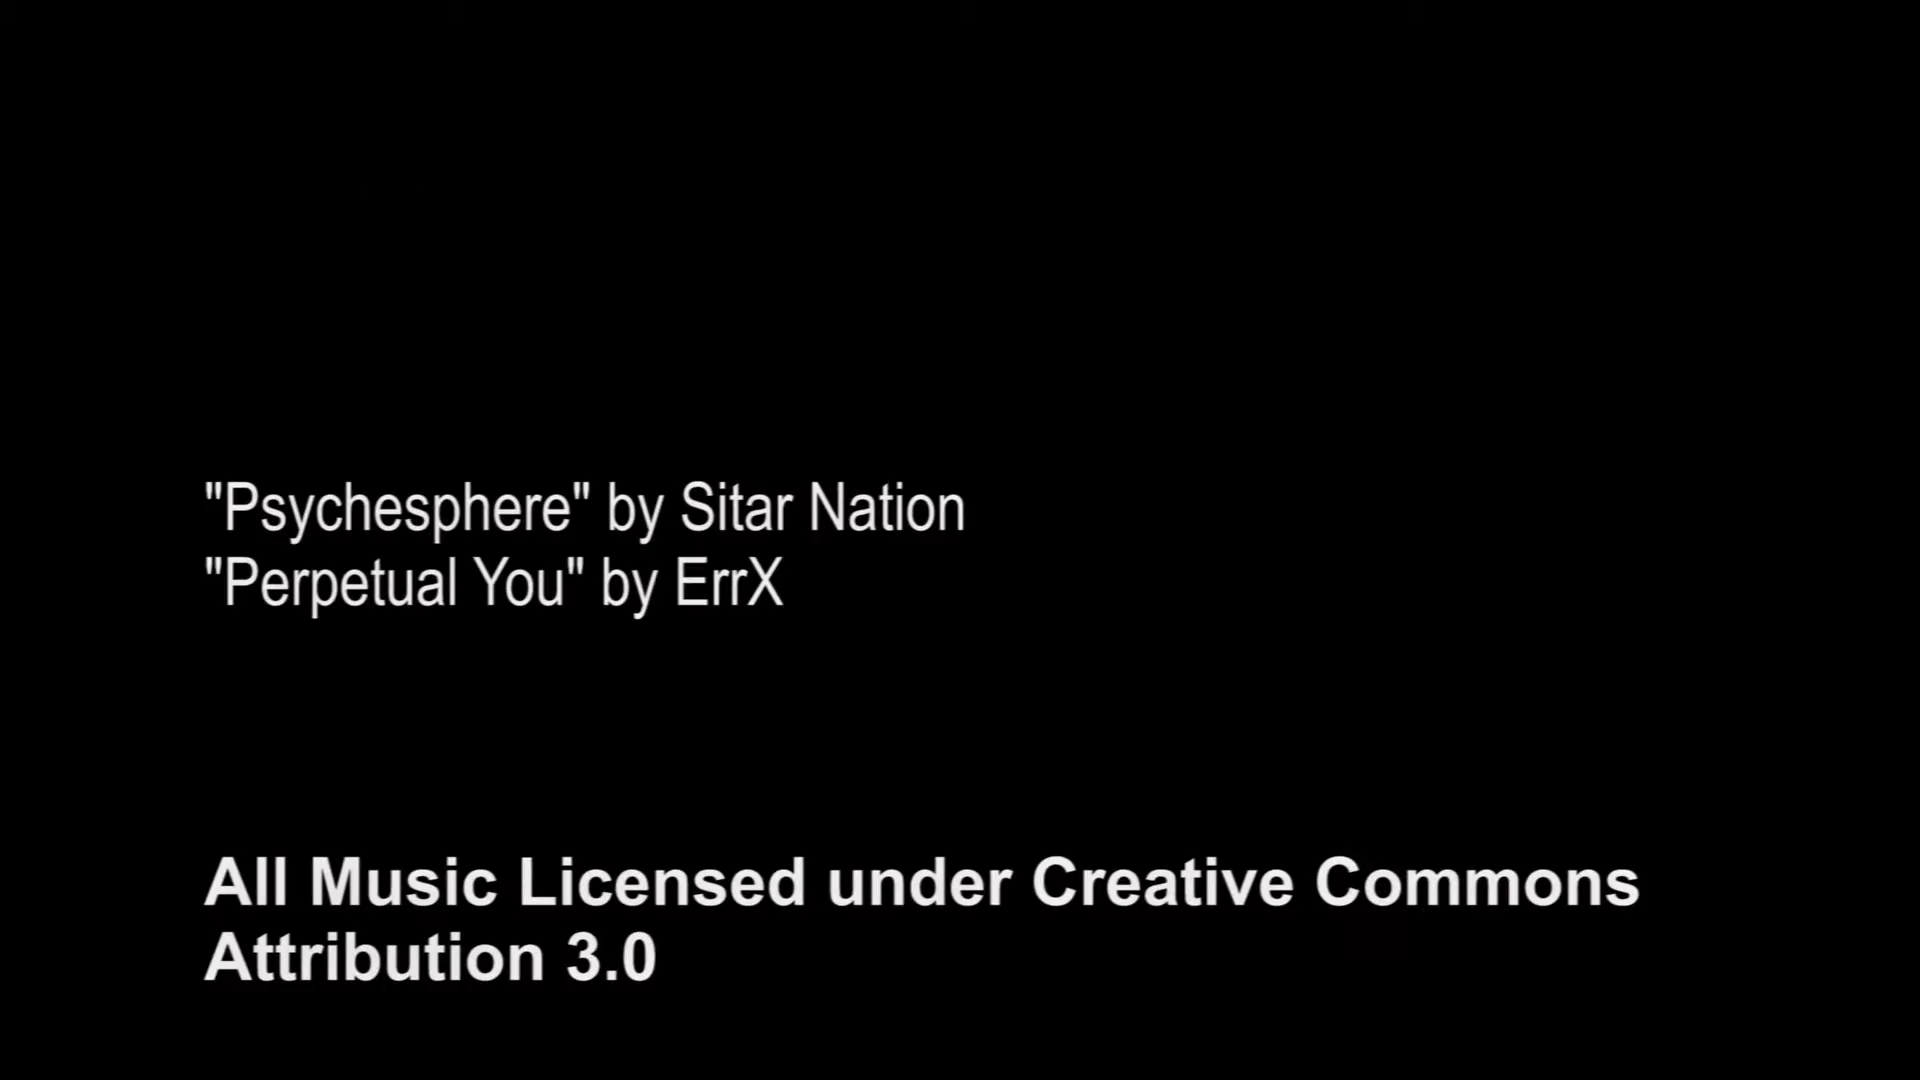 "Psychesphere" by Sitar Nation
"Perpetual You" by ErrX
All Music Licensed under Creative Commons
Attribution 3.0